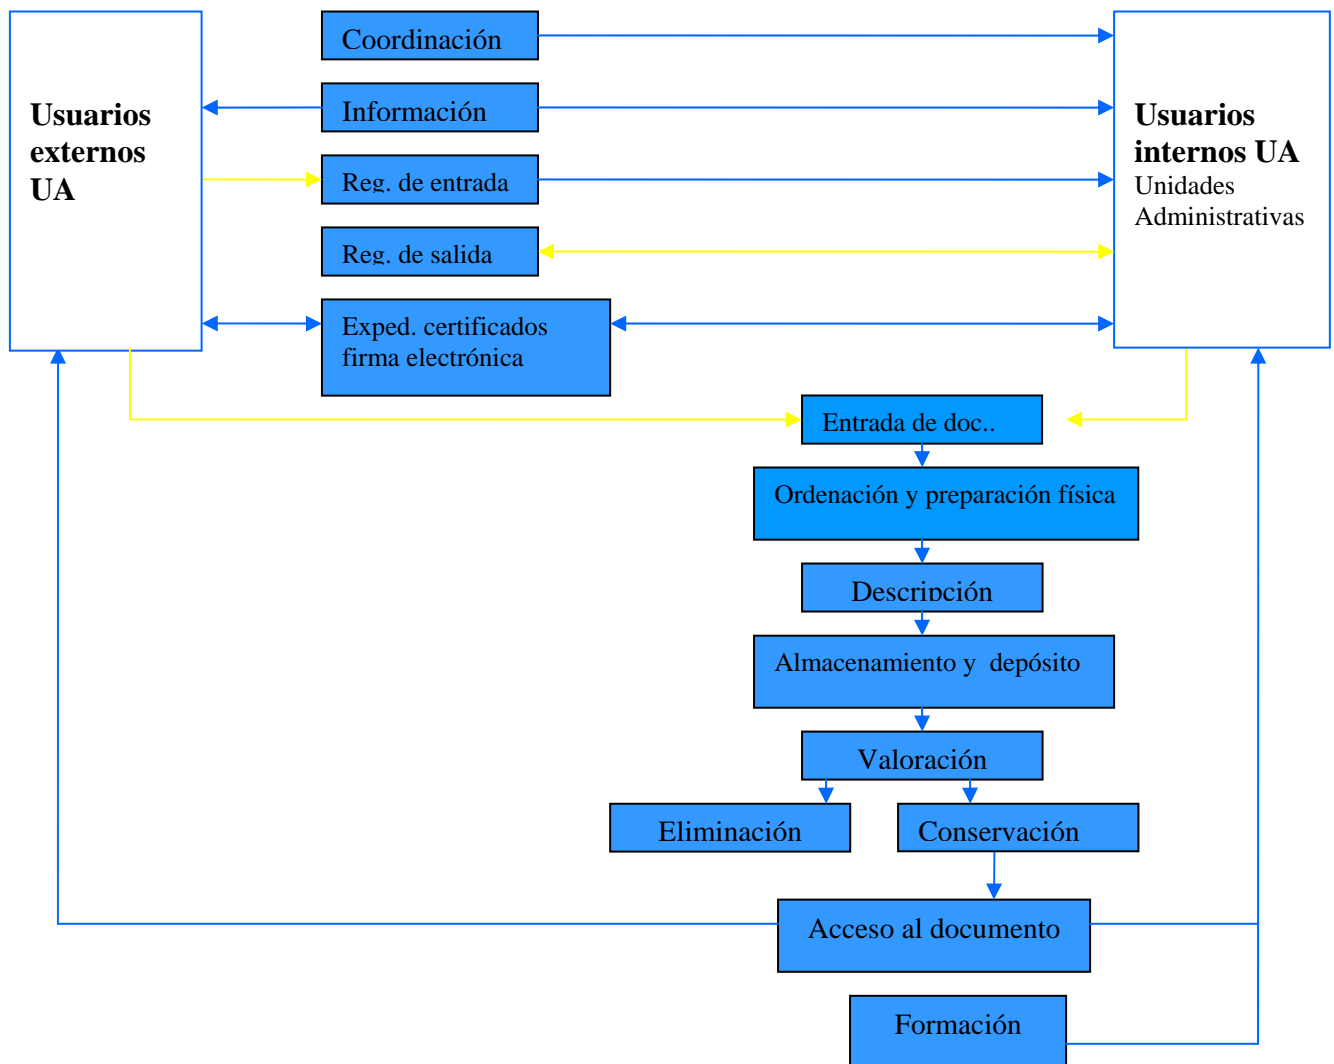 Coordinación
Usuarios
externos
UA
Información
Usuarios
internos UA
Unidades
Administrativas
Reg. de entrada
Reg. de salida
Exped. certificados
firma electrónica
Entrada de doc..
Ordenación y preparación física
Descripción
Almacenamiento y  depósito
Valoración
Eliminación
Conservación
Acceso al documento
Formación